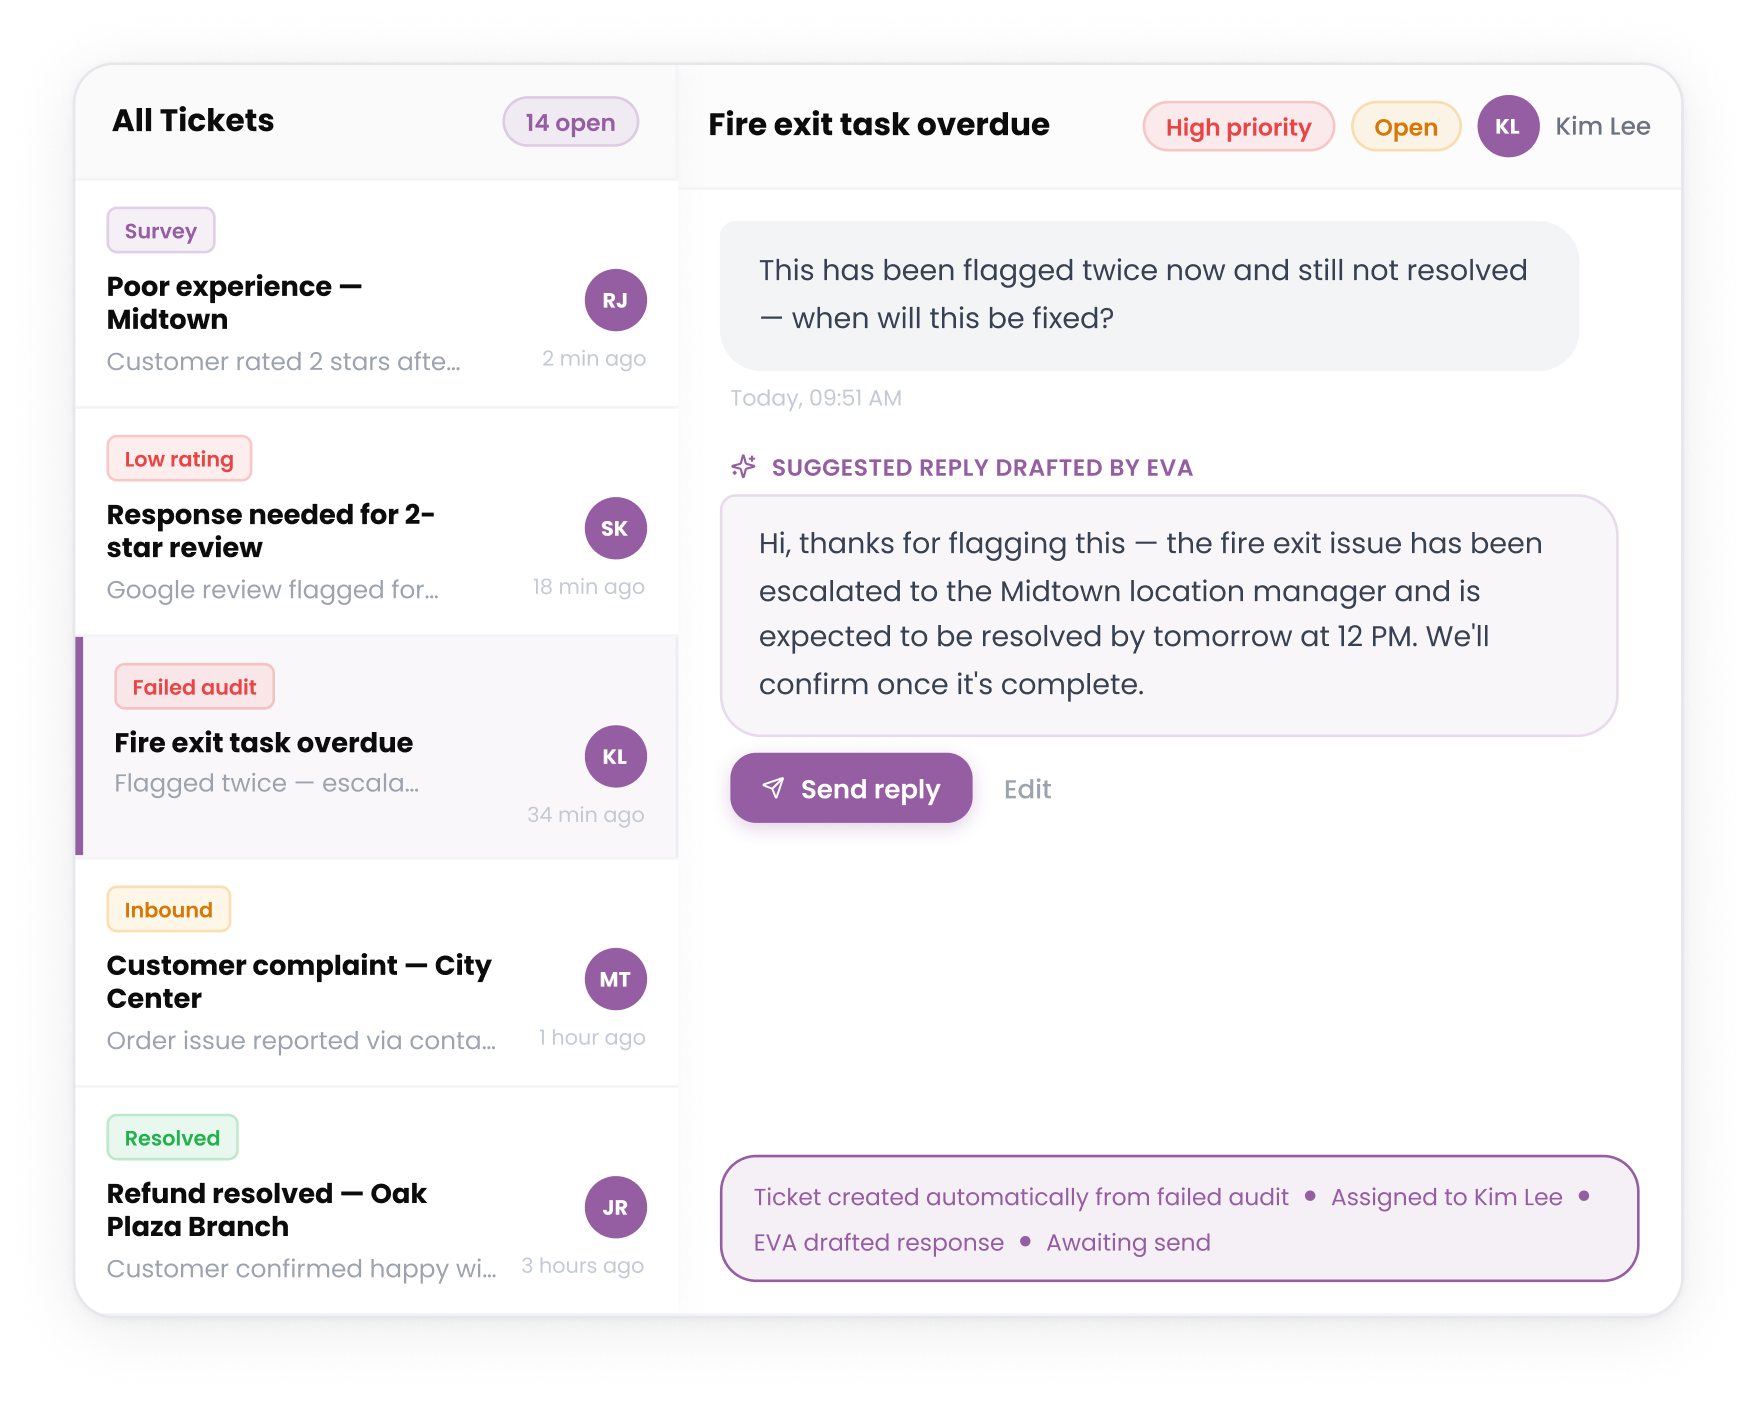 All Tickets
14 open
Survey
Poor experience —
Midtown
RJ
Customer rated 2 stars afte...
2 min ago
Low rating
Response needed for 2-
star review
SK
Google review flagged for...
18 min ago
Failed audit
Fire exit task overdue
KL
Flagged twice — escala...
34 min ago
Inbound
Customer complaint — City
Center
MT
Order issue reported via conta...
1 hour ago
Resolved
Refund resolved — Oak
Plaza Branch
JR
Customer confirmed happy wi...
3 hours ago
Fire exit task overdue
High priority
Open
KL
Kim Lee
This has been flagged twice now and still not resolved
— when will this be fixed?
Today, 09:51 AM
SUGGESTED REPLY DRAFTED BY EVA
Hi, thanks for flagging this — the fire exit issue has been
escalated to the Midtown location manager and is
expected to be resolved by tomorrow at 12 PM. We'll
confirm once it's complete.
Send reply
Edit
Ticket created automatically from failed audit • Assigned to Kim Lee •
EVA drafted response • Awaiting send